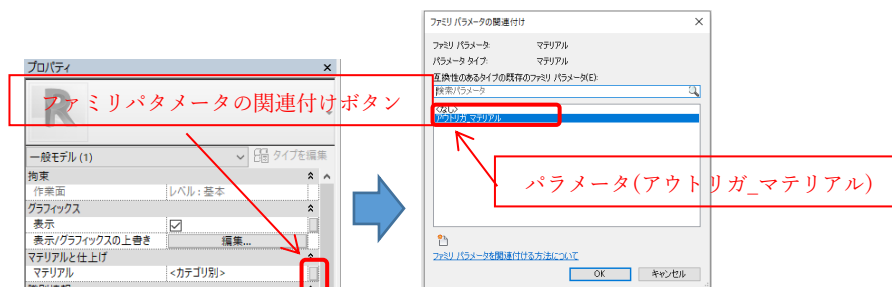 プロパティ
ファミリパタメータの関連付けボタン
一般モデル (1)
タイプを編集
拘束
作業面
レベル : 基本
グラフィックス
表示
表示/グラフィックスの上書き
編集...
マテリアルと仕上げ
マテリアル
<カテゴリ別>
識別情報
ファミリ パラメータの関連付け
ファミリ パラメータ:
マテリアル
パラメータ タイプ:
マテリアル
互換性のあるタイプの既存のファミリ パラメータ(E):
検索パラメータ
<なし>
アウトリガ_マテリアル
パラメータ(アウトリガ_マテリアル)
ファミリ パラメータを関連付ける方法について
OK
キャンセル